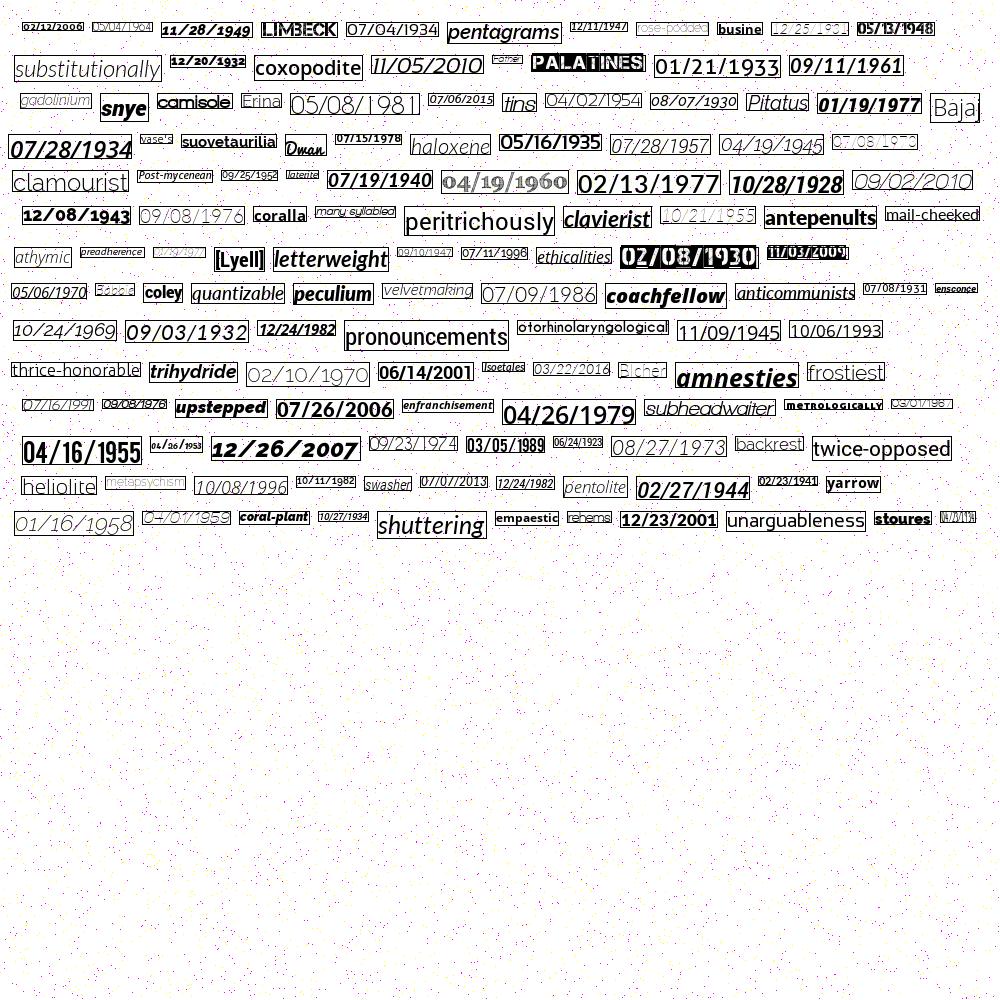 02/12/2006 05/04/1964 11/28/1949 LIMBECK 07/04/1934 pentagrams 12/11/1947 rose-podded busine 12/25/1931 05/13/1948
substitutionally 12/20/1932 coxopodite 11/05/2010 PALATINES 01/21/1933 09/11/1961
gadolinium snye camisole Erina 05/08/1981 07/06/2015 tins 04/02/1954 08/07/1930 Pitatus 01/19/1977 Bajaj
07/28/1934 vase's suovetaurilia Dwan 07/15/1978 haloxene 05/16/1935 07/28/1957 04/19/1945 07/08/1973
clamourist Post-mycenean 09/25/1952 laterite 07/19/1940 04/19/1960 02/13/1977 10/28/1928 09/02/2010
12/08/1943 09/08/1976 coralla many-syllabled peritrichously clavierist 10/21/1955 antepenults mail-cheeked
athymic preadherence [Lyell] letterweight 09/10/1947 07/11/1996 ethicalities 02/08/1930 11/03/2009
05/06/1970 coley quantizable peculium velvetmaking 07/09/1986 coachfellow anticommunists 07/08/1931 ensconce
10/24/1969 09/03/1932 12/24/1982 pronouncements otorhinolaryngological 11/09/1945 10/06/1993
thrice-honorable trihydride 02/10/1970 06/14/2001 Isoetales 03/22/2016 Bicher amnesties frostiest
07/16/1991 09/08/1976 upstepped 07/26/2006 enfranchisement 04/26/1979 subheadwaiter metrologically 03/01/1987
04/16/1955 04/26/1953 12/26/2007 09/23/1974 03/05/1989 06/24/1923 08/27/1973 backrest twice-opposed
heliolite metapsychism 10/08/1996 10/11/1982 swasher 07/07/2013 12/24/1982 pentolite 02/27/1944 02/23/1941 yarrow
01/16/1958 04/01/1959 coral-plant 10/27/1934 shuttering empaestic rehems 12/23/2001 unarguableness stoures